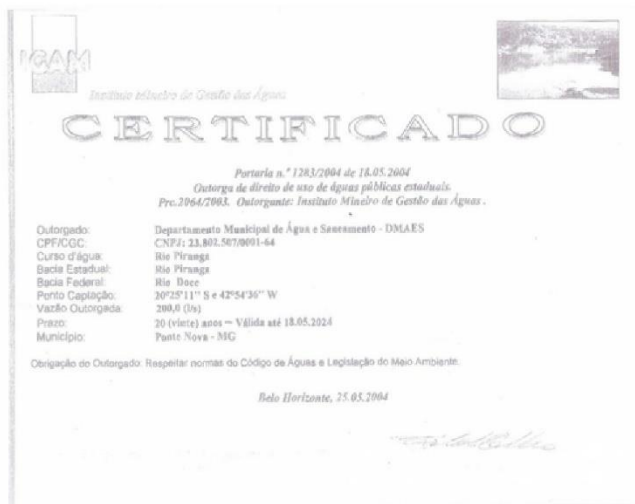 IGAM
Instituto Mineiro de Gestão das Águas
CERTIFICADO
Portaria n.º 1283/2004 de 18.05.2004
Outorga de direito de uso de águas públicas estaduais.
Prc.2064/2003. Outorgante: Instituto Mineiro de Gestão das Águas .
Outorgado: Departamento Municipal de Água e Saneamento - DMAES
CPF/CGC: CNPJ: 23.802.507/0001-64
Curso d'água: Rio Piranga
Bacia Estadual: Rio Piranga
Bacia Federal: Rio Doce
Ponto Captação: 20°25'11'' S e 42°54'36'' W
Vazão Outorgada: 200,0 (l/s)
Prazo: 20 (vinte) anos – Válida até 18.05.2024
Município: Ponte Nova - MG
Obrigação do Outorgado: Respeitar normas do Código de Águas e Legislação do Meio Ambiente.
Belo Horizonte, 25.05.2004